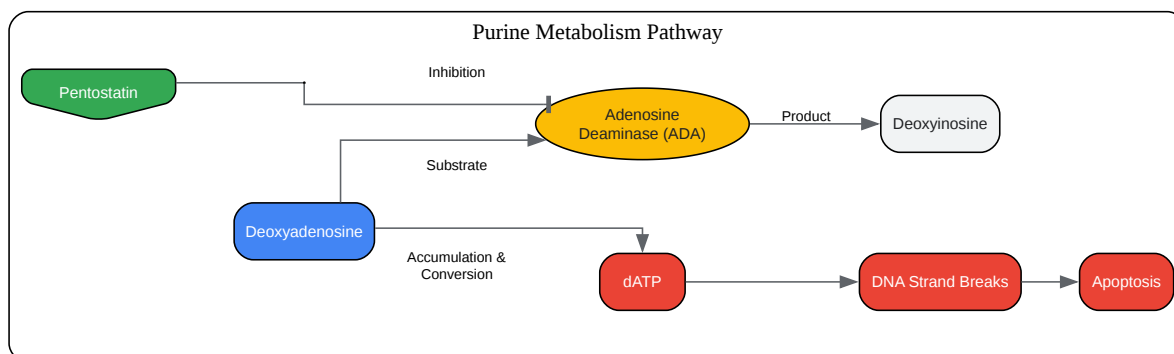 Purine Metabolism Pathway
Pentostatin
Inhibition
Adenosine
Deaminase (ADA)
Product
Deoxyinosine
Substrate
Deoxyadenosine
Accumulation &
Conversion
dATP
DNA Strand Breaks
Apoptosis